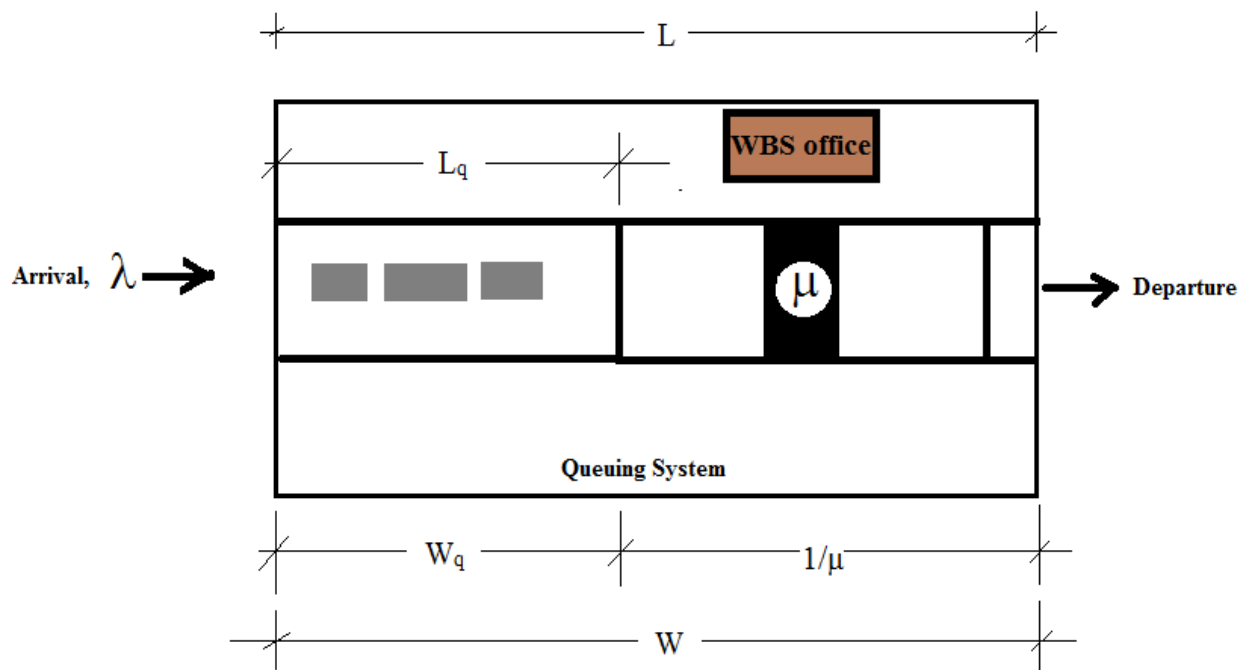 L
WBS office
Lq
Arrival, λ
μ
Departure
Queuing System
Wq
1/μ
W